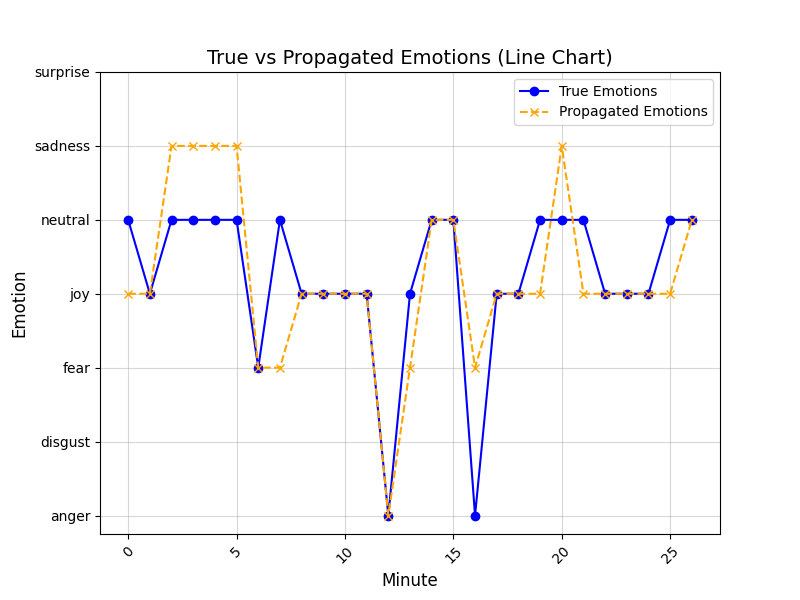 True vs Propagated Emotions (Line Chart)
surprise
sadness
neutral
joy
fear
disgust
anger
Emotion
True Emotions
Propagated Emotions
0
5
10
15
20
25
Minute